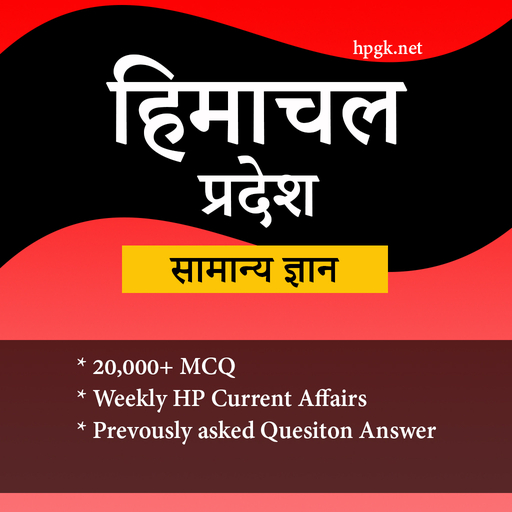 hpgk.net
हिमाचल
प्रदेश
सामान्य ज्ञान
* 20,000+ MCQ
* Weekly HP Current Affairs
* Prevously asked Quesiton Answer